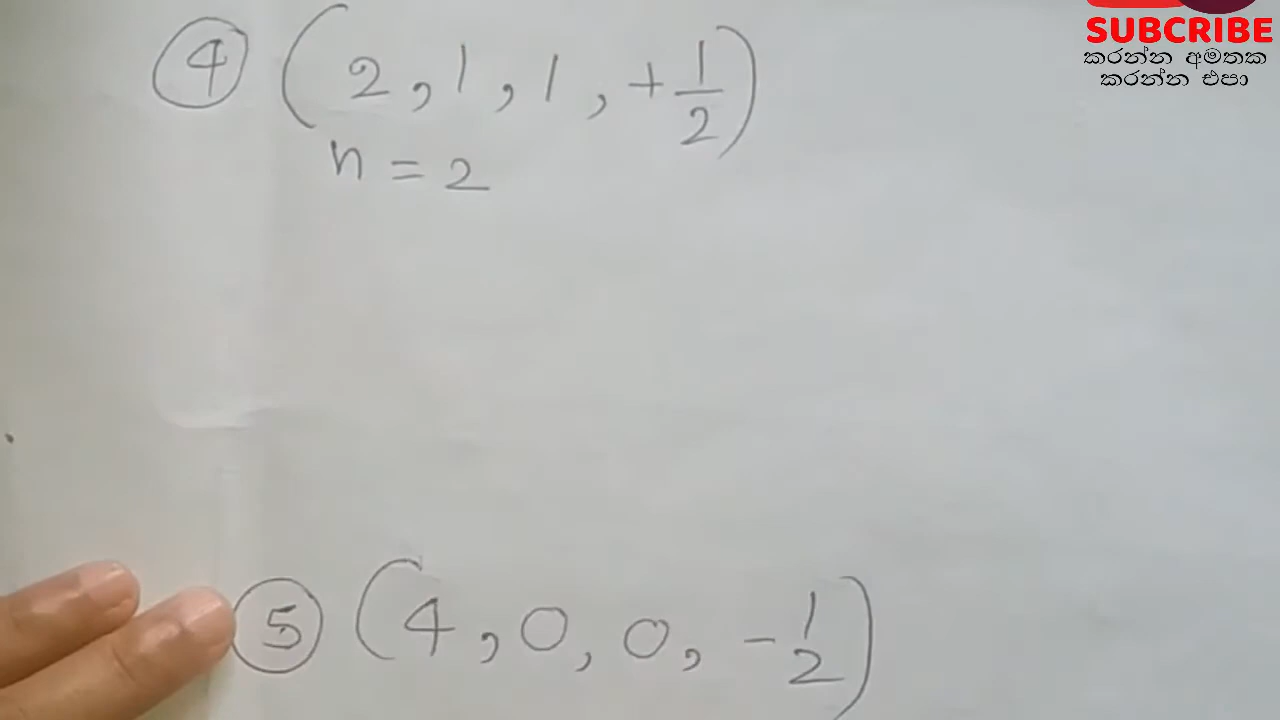 ④ (2, 1, 1, +1/2)
n = 2
⑤ (4, 0, 0, -1/2)
SUBCRIBE
කරන්න අමතක
කරන්න එපා